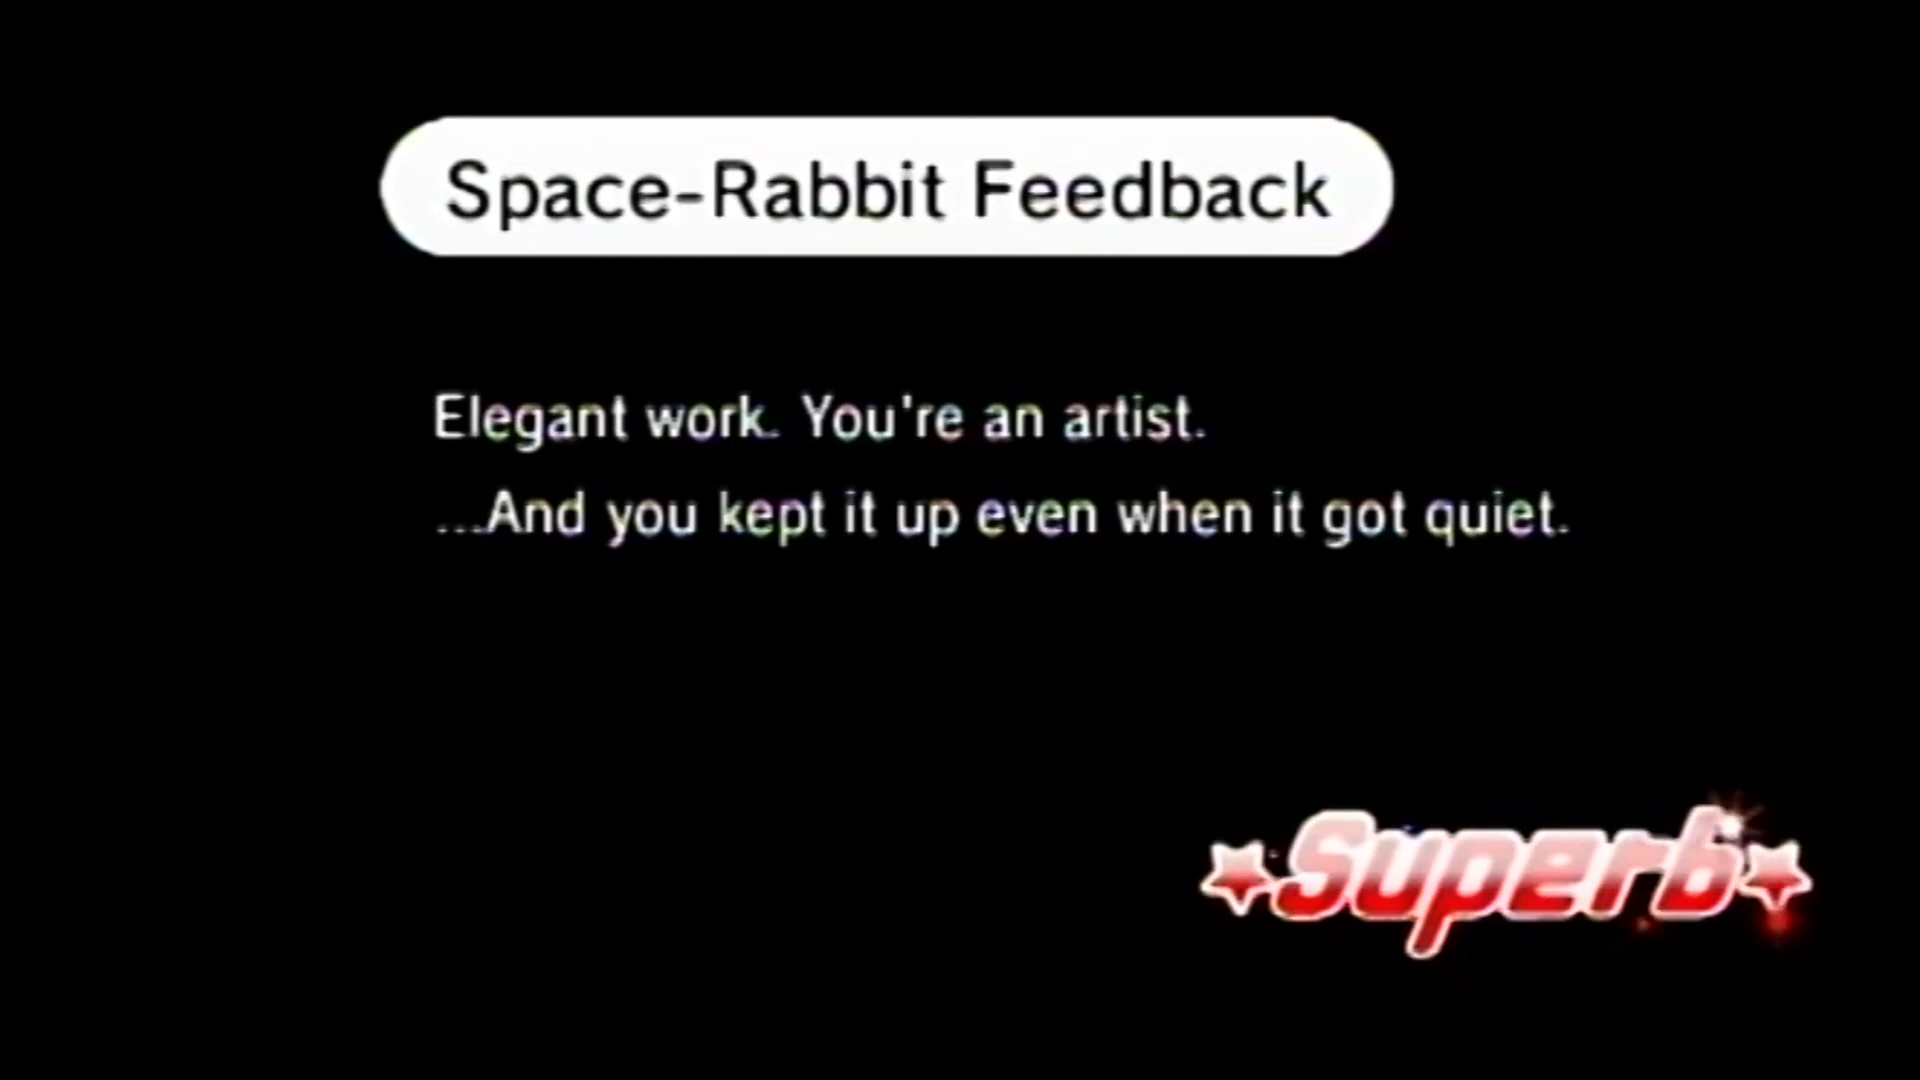 Space-Rabbit Feedback
Elegant work. You're an artist.
...And you kept it up even when it got quiet.
Superb